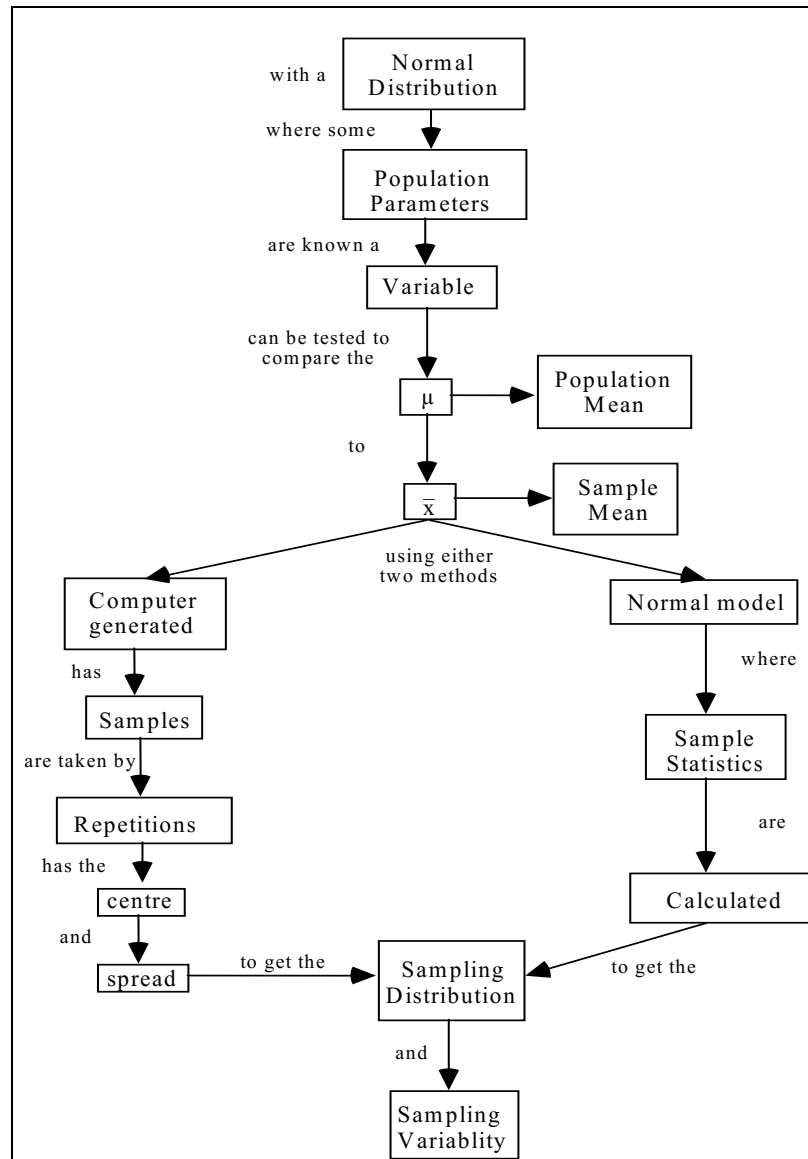 with a
Normal
Distribution
where some
Population
Parameters
are known a
Variable
can be tested to
compare the
μ
Population
Mean
to
x̄
Sample
Mean
using either
two methods
Computer
generated
Normal model
has
where
Samples
Sample
Statistics
are taken by
Repetitions
are
has the
centre
Calculated
and
spread
to get the
Sampling
Distribution
to get the
and
Sampling
Variablity